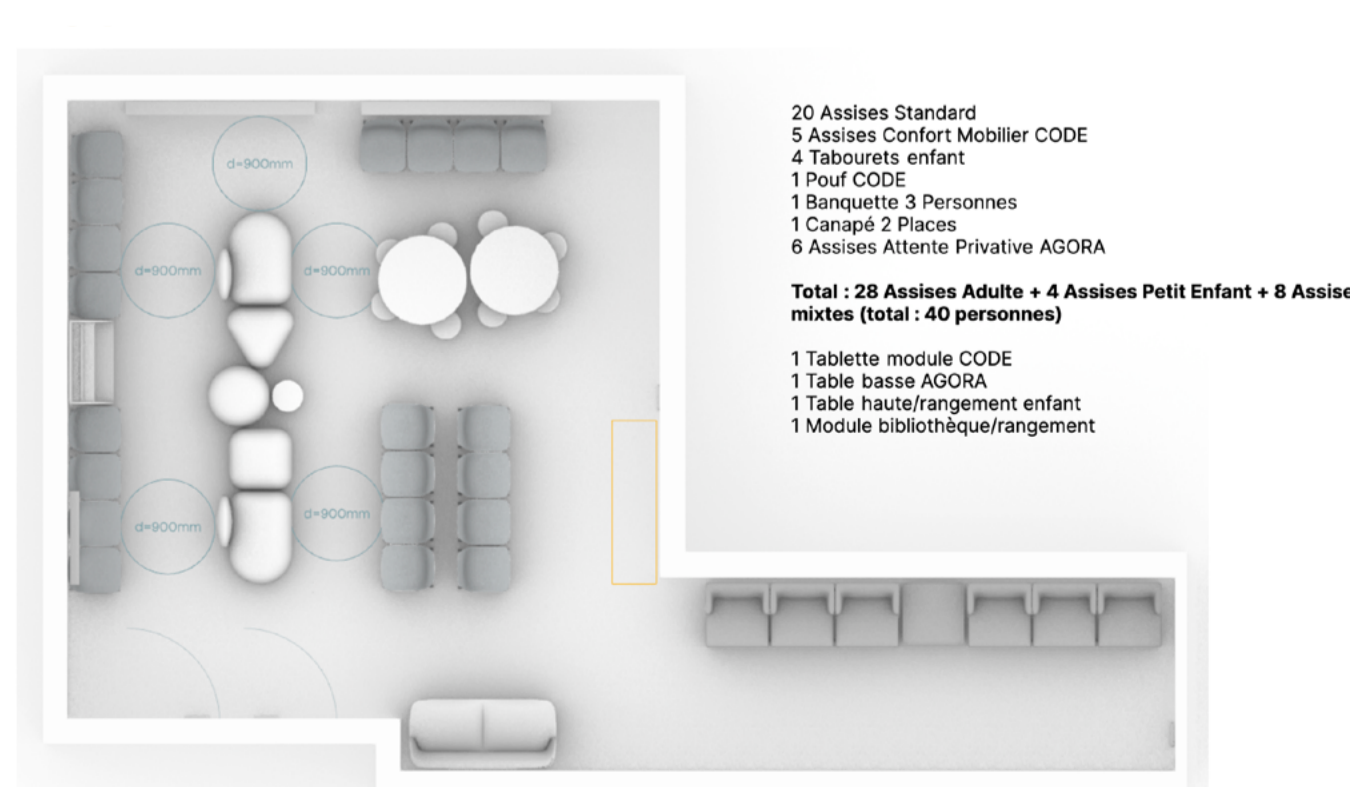 20 Assises Standard
5 Assises Confort Mobilier CODE
4 Tabourets enfant
1 Pouf CODE
1 Banquette 3 Personnes
1 Canapé 2 Places
6 Assises Attente Privative AGORA
Total : 28 Assises Adulte + 4 Assises Petit Enfant + 8 Assise
mixtes (total : 40 personnes)
1 Tablette module CODE
1 Table basse AGORA
1 Table haute/rangement enfant
1 Module bibliothèque/rangement
d=900mm
d=900mm
d=900mm
d=900mm
d=900mm